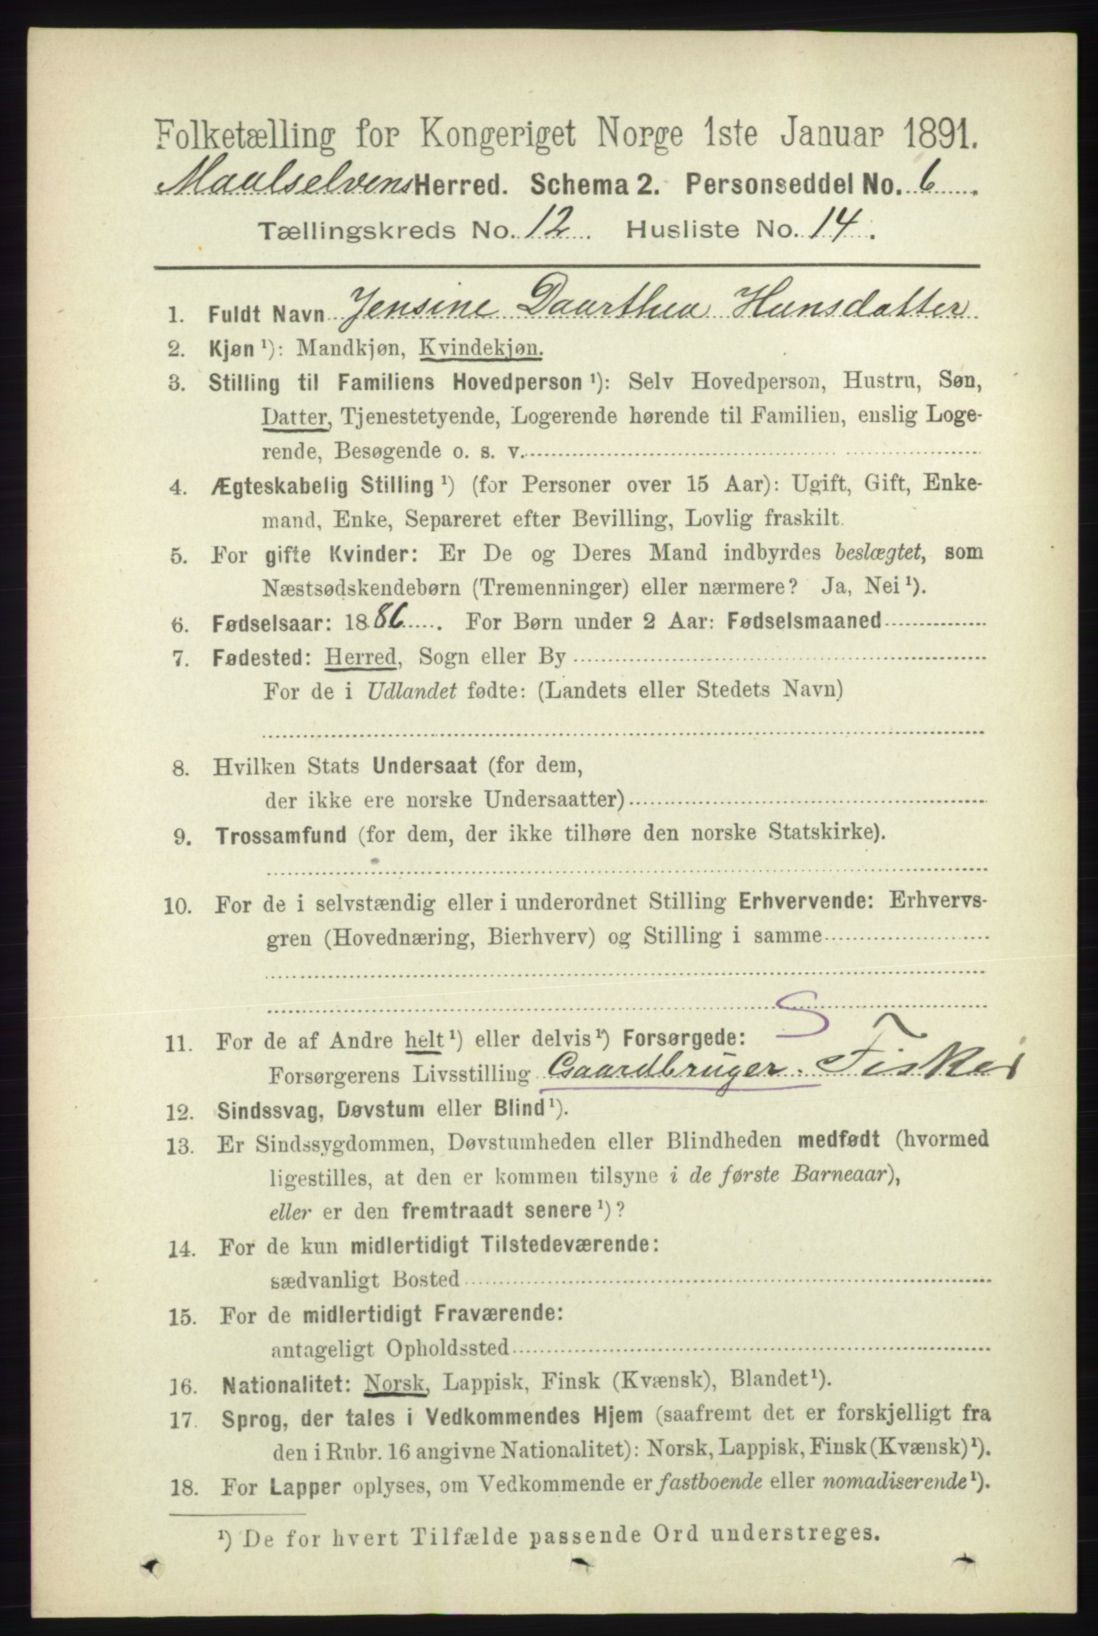 Folketælling for Kongeriget Norge 1ste Januar 1891.
Maalselvens Herred. Schema 2. Personseddel No. 6.
Tællingskreds No. 12. Husliste No. 14.
1. Fuldt Navn Jensine Daarthea Hansdatter
2. Kjøn ¹): Mandkjøn, Kvindekjøn.
3. Stilling til Familiens Hovedperson ¹): Selv Hovedperson, Hustru, Søn,
Datter, Tjenestetyende, Logerende hørende til Familien, enslig Loge-
rende, Besøgende o. s. v.
4. Ægteskabelig Stilling ¹) (for Personer over 15 Aar): Ugift, Gift, Enke-
mand, Enke, Separeret efter Bevilling, Lovlig fraskilt.
5. For gifte Kvinder: Er De og Deres Mand indbyrdes beslægtet, som
Næstsødskendebørn (Tremenninger) eller nærmere? Ja, Nei ¹).
6. Fødselsaar: 1886. For Børn under 2 Aar: Fødselsmaaned
7. Fødested: Herred, Sogn eller By
For de i Udlandet fødte: (Landets eller Stedets Navn)
8. Hvilken Stats Undersaat (for dem,
der ikke ere norske Undersaatter)
9. Trossamfund (for dem, der ikke tilhøre den norske Statskirke).
10. For de i selvstændig eller i underordnet Stilling Erhvervende: Erhvervs-
gren (Hovednæring, Bierhverv) og Stilling i samme
S
11. For de af Andre helt ¹) eller delvis ¹) Forsørgede:
Forsørgerens Livsstilling Gaardbruger. Fisker
12. Sindssvag, Døvstum eller Blind ¹).
13. Er Sindssygdommen, Døvstumheden eller Blindheden medfødt (hvormed
ligestilles, at den er kommen tilsyne i de første Barneaar),
eller er den fremtraadt senere ¹)?
14. For de kun midlertidigt Tilstedeværende:
sædvanligt Bosted
15. For de midlertidigt Fraværende:
antageligt Opholdssted
16. Nationalitet: Norsk, Lappisk, Finsk (Kvænsk), Blandet ¹).
17. Sprog, der tales i Vedkommendes Hjem (saafremt det er forskjelligt fra
den i Rubr. 16 angivne Nationalitet): Norsk, Lappisk, Finsk (Kvænsk) ¹).
18. For Lapper oplyses, om Vedkommende er fastboende eller nomadiserende ¹).
¹) De for hvert Tilfælde passende Ord understreges.